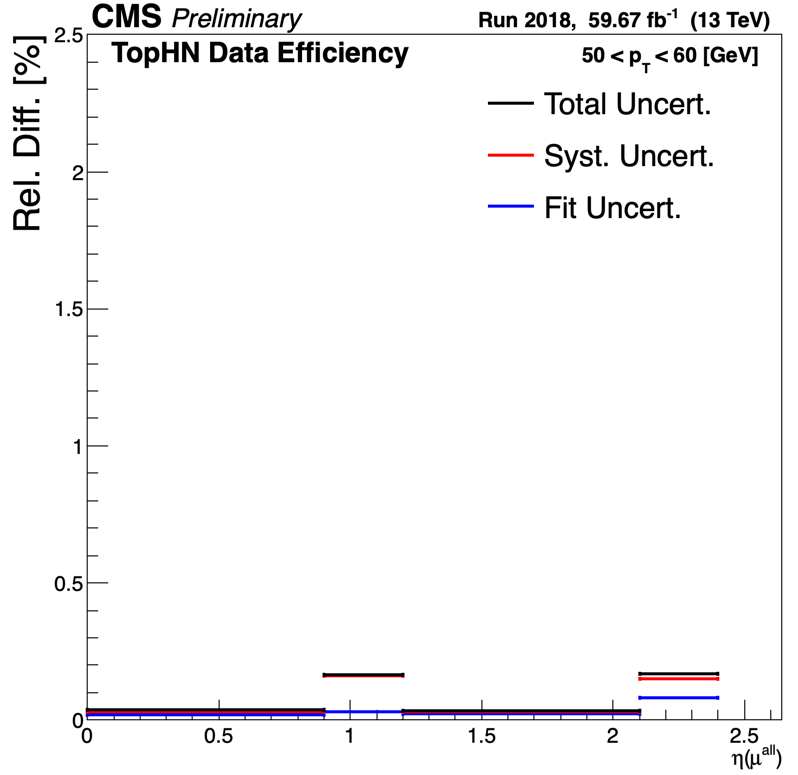 CMS Preliminary Run 2018, 59.67 fb⁻¹ (13 TeV)
TopHN Data Efficiency 50 < p_T < 60 [GeV]
Total Uncert.
Syst. Uncert.
Fit Uncert.
Rel. Diff. [%]
2.5
2
1.5
1
0.5
0
0 0.5 1 1.5 2 2.5
η(μ^all)